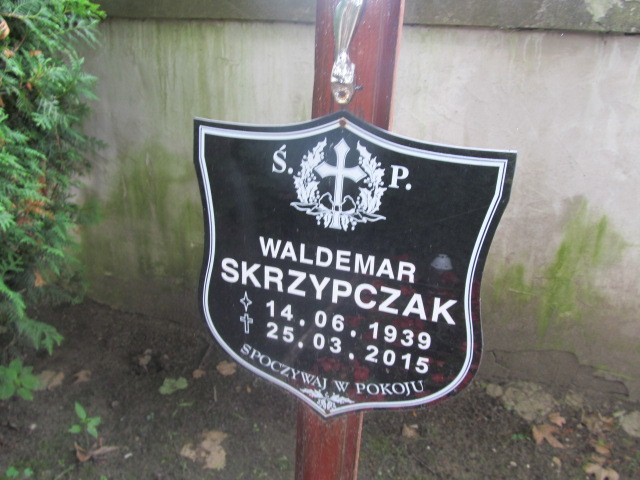 Ś. P.
WALDEMAR
SKRZYPCZAK
14.06.1939
25.03.2015
SPOCZYWAJ W POKOJU